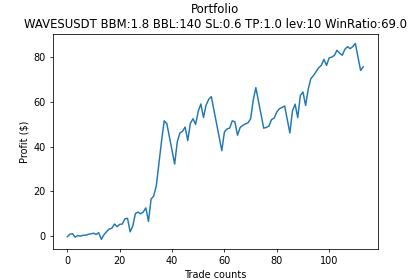 Portfolio
WAVESUSDT BBM:1.8 BBL:140 SL:0.6 TP:1.0 lev:10 WinRatio:69.0
80
60
40
20
0
Profit ($)
0 20 40 60 80 100
Trade counts